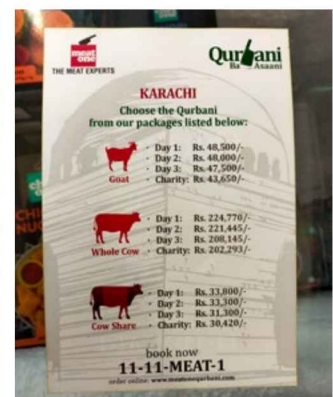 meat one
THE MEAT EXPERTS
Qurbani
Ba Asaani
KARACHI
Choose the Qurbani
from our packages listed below:
Goat
· Day 1: Rs. 48,500/-
· Day 2: Rs. 48,000/-
· Day 3: Rs. 47,500/-
· Charity: Rs. 43,650/-
Whole Cow
· Day 1: Rs. 224,770/-
· Day 2: Rs. 221,445/-
· Day 3: Rs. 208,145/-
· Charity: Rs. 202,293/-
Cow Share
· Day 1: Rs. 33,800/-
· Day 2: Rs. 33,300/-
· Day 3: Rs. 31,300/-
· Charity: Rs. 30,420/-
book now
11-11-MEAT-1
order online: www.meatonequrbani.com